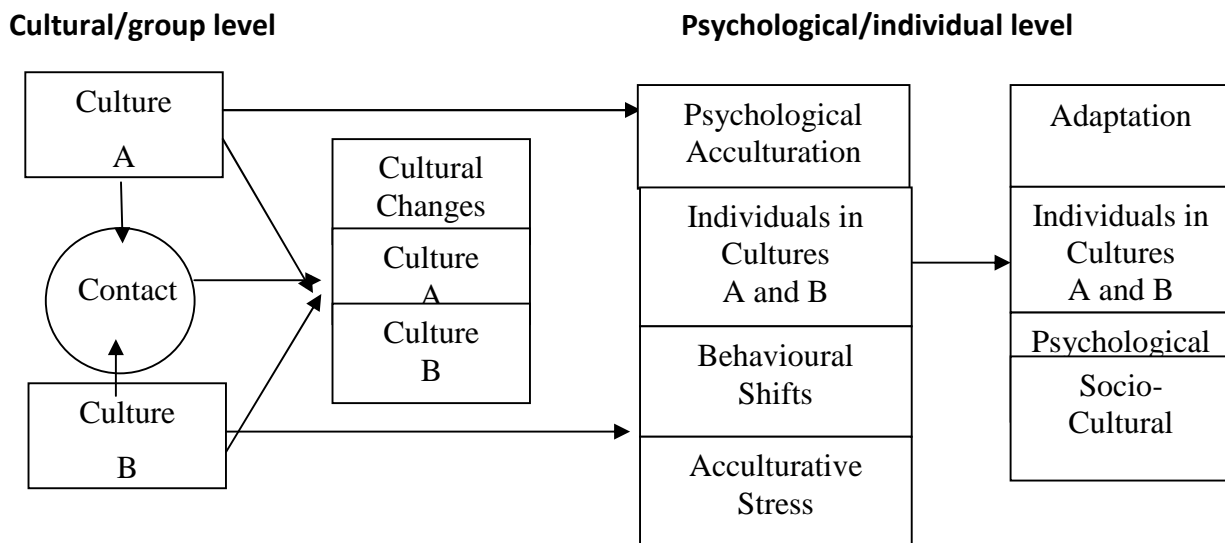 Cultural/group level
Psychological/individual level
Culture
A
Contact
Culture
B
Cultural
Changes
Culture
A
Culture
B
Psychological
Acculturation
Individuals in
Cultures
A and B
Behavioural
Shifts
Acculturative
Stress
Adaptation
Individuals in
Cultures
A and B
Psychological
Socio-
Cultural